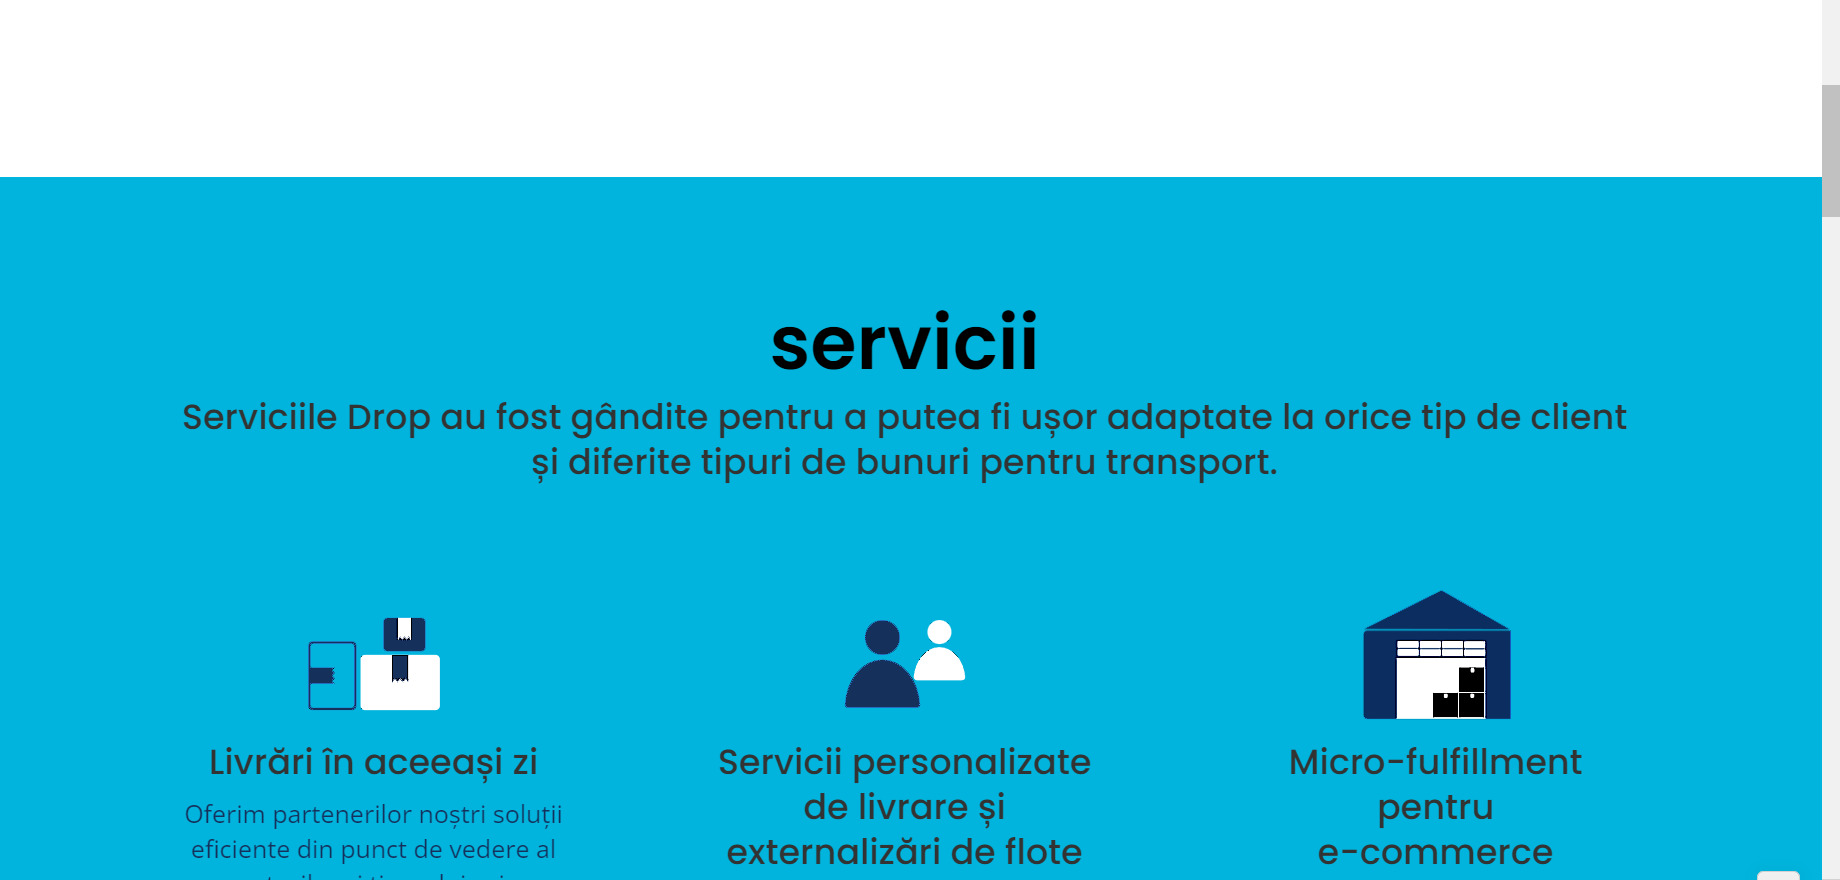 servicii
Serviciile Drop au fost gândite pentru a putea fi ușor adaptate la orice tip de client
și diferite tipuri de bunuri pentru transport.
Livrări în aceeași zi
Oferim partenerilor noștri soluții
eficiente din punct de vedere al
Servicii personalizate
de livrare și
externalizări de flote
Micro-fulfillment
pentru
e-commerce